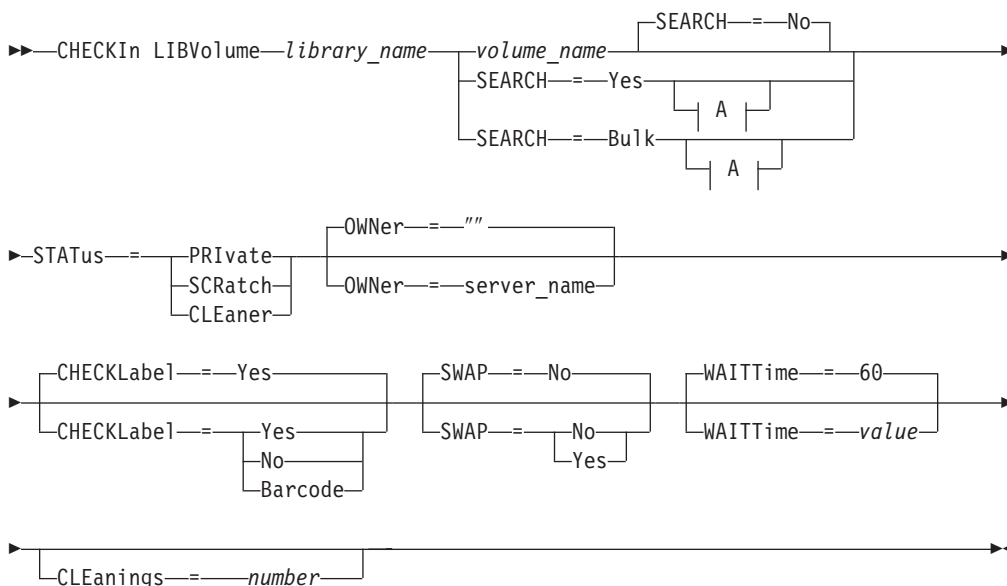 SEARCH = No
CHECKIn LIBVolume library_name volume_name
SEARCH = Yes
A
SEARCH = Bulk
A
STATus = PRIvate
SCRatch
CLEaner
OWNer = ""
OWNer = server_name
CHECKLabel = Yes
CHECKLabel = Yes
No
Barcode
SWAP = No
SWAP = No
Yes
WAITTime = 60
WAITTime = value
CLEanings = number